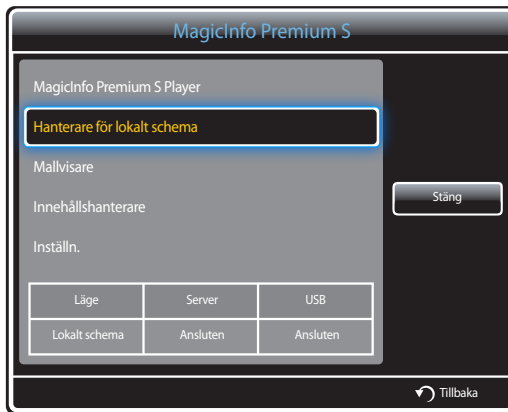 MagicInfo Premium S
MagicInfo Premium S Player
Hanterare för lokalt schema
Mallvisare
Innehållshanterare
Inställn.
Stäng
Läge Server USB
Lokalt schema Ansluten Ansluten
Tillbaka